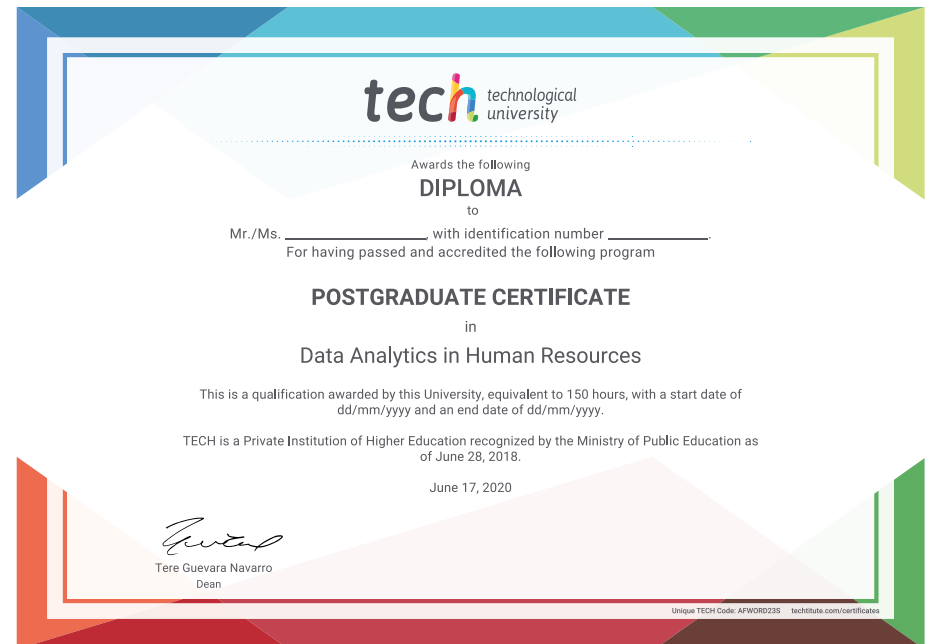 tech technological
university
Awards the following
DIPLOMA
to
Mr./Ms. ____________________, with identification number ______________.
For having passed and accredited the following program
POSTGRADUATE CERTIFICATE
in
Data Analytics in Human Resources
This is a qualification awarded by this University, equivalent to 150 hours, with a start date of
dd/mm/yyyy and an end date of dd/mm/yyyy.
TECH is a Private Institution of Higher Education recognized by the Ministry of Public Education as
of June 28, 2018.
June 17, 2020
Tere Guevara Navarro
Dean
Unique TECH Code: AFWORD23S techtitute.com/certificates